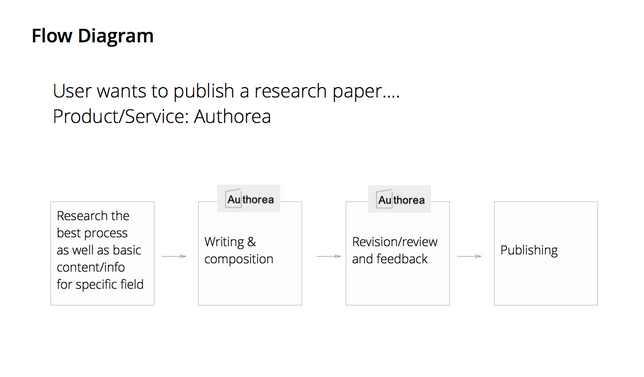 Flow Diagram
User wants to publish a research paper....
Product/Service: Authorea
Research the
best process
as well as basic
content/info
for specific field
Authorea
Writing &
composition
Authorea
Revision/review
and feedback
Publishing